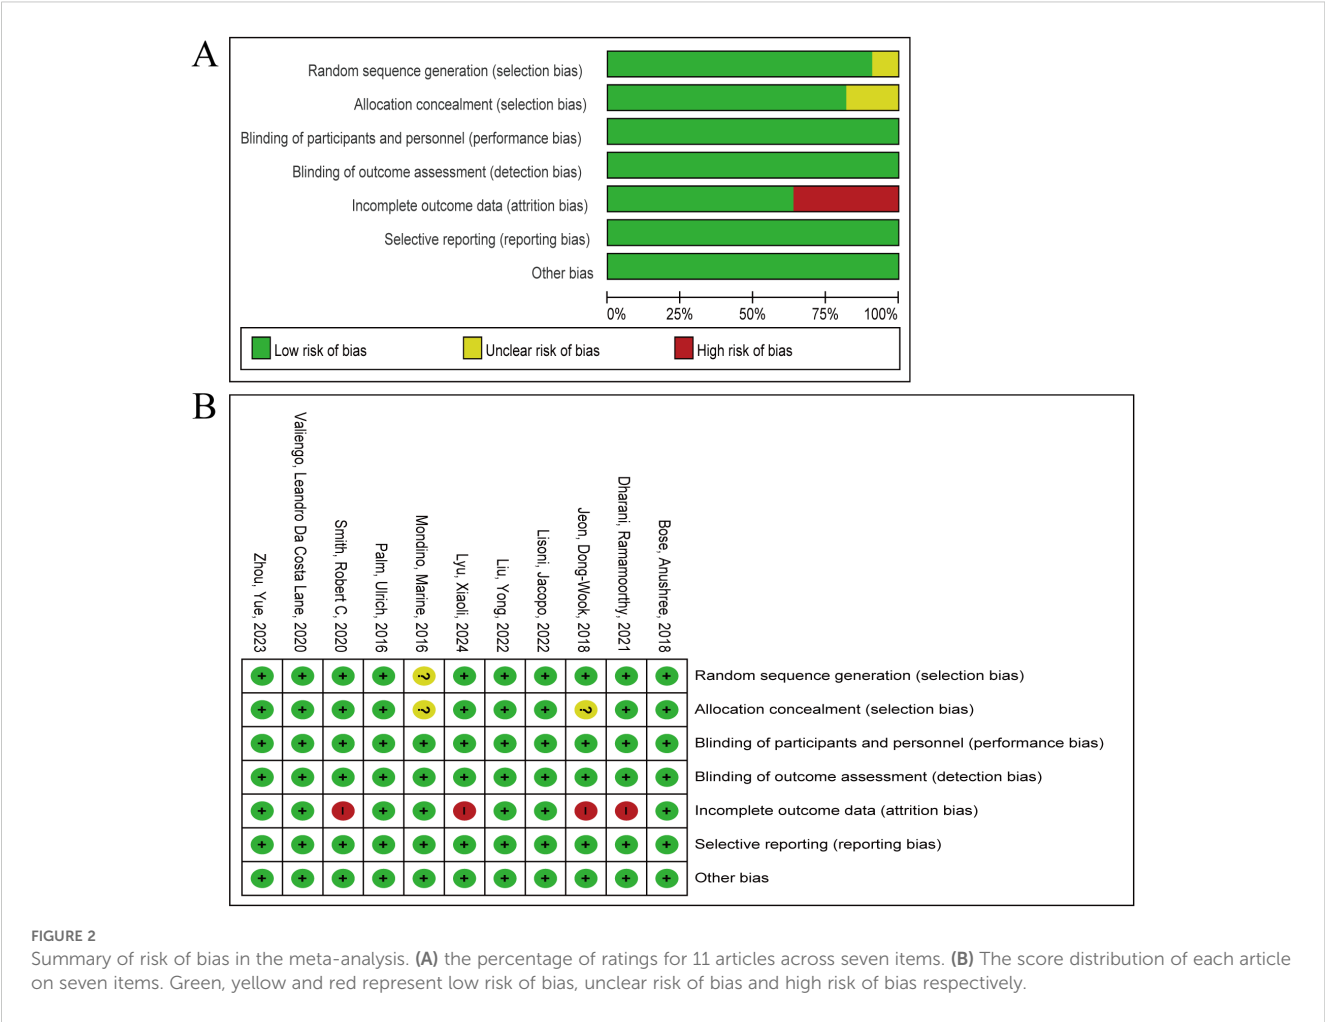 A
Random sequence generation (selection bias)
Allocation concealment (selection bias)
Blinding of participants and personnel (performance bias)
Blinding of outcome assessment (detection bias)
Incomplete outcome data (attrition bias)
Selective reporting (reporting bias)
Other bias
0% 25% 50% 75% 100%
Low risk of bias Unclear risk of bias High risk of bias
B
Zhou, Yue, 2023
Valiengo, Leandro Da Costa Lane, 2020
Smith, Robert C, 2020
Palm, Ulrich, 2016
Mondino, Marine, 2016
Lyu, Xiaoli, 2024
Liu, Yong, 2022
Lisoni, Jacopo, 2022
Jeon, Dong-Wook, 2018
Dharani, Ramamoorthy, 2021
Bose, Anushree, 2018
+ + + + ? + + + + + + Random sequence generation (selection bias)
+ + + + ? + + + ? + + Allocation concealment (selection bias)
+ + + + + + + + + + + Blinding of participants and personnel (performance bias)
+ + + + + + + + + + + Blinding of outcome assessment (detection bias)
+ + – + + – + + – – + Incomplete outcome data (attrition bias)
+ + + + + + + + + + + Selective reporting (reporting bias)
+ + + + + + + + + + + Other bias
FIGURE 2
Summary of risk of bias in the meta-analysis. (A) the percentage of ratings for 11 articles across seven items. (B) The score distribution of each article
on seven items. Green, yellow and red represent low risk of bias, unclear risk of bias and high risk of bias respectively.